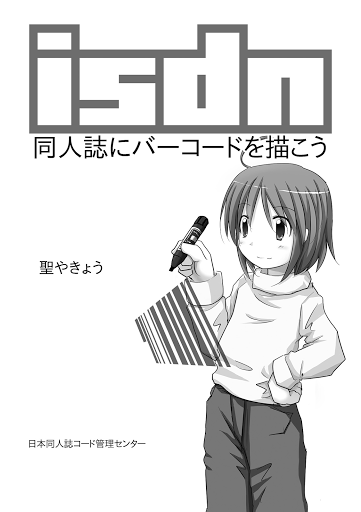 isdn
同人誌にバーコードを描こう
聖やきょう
日本同人誌コード管理センター